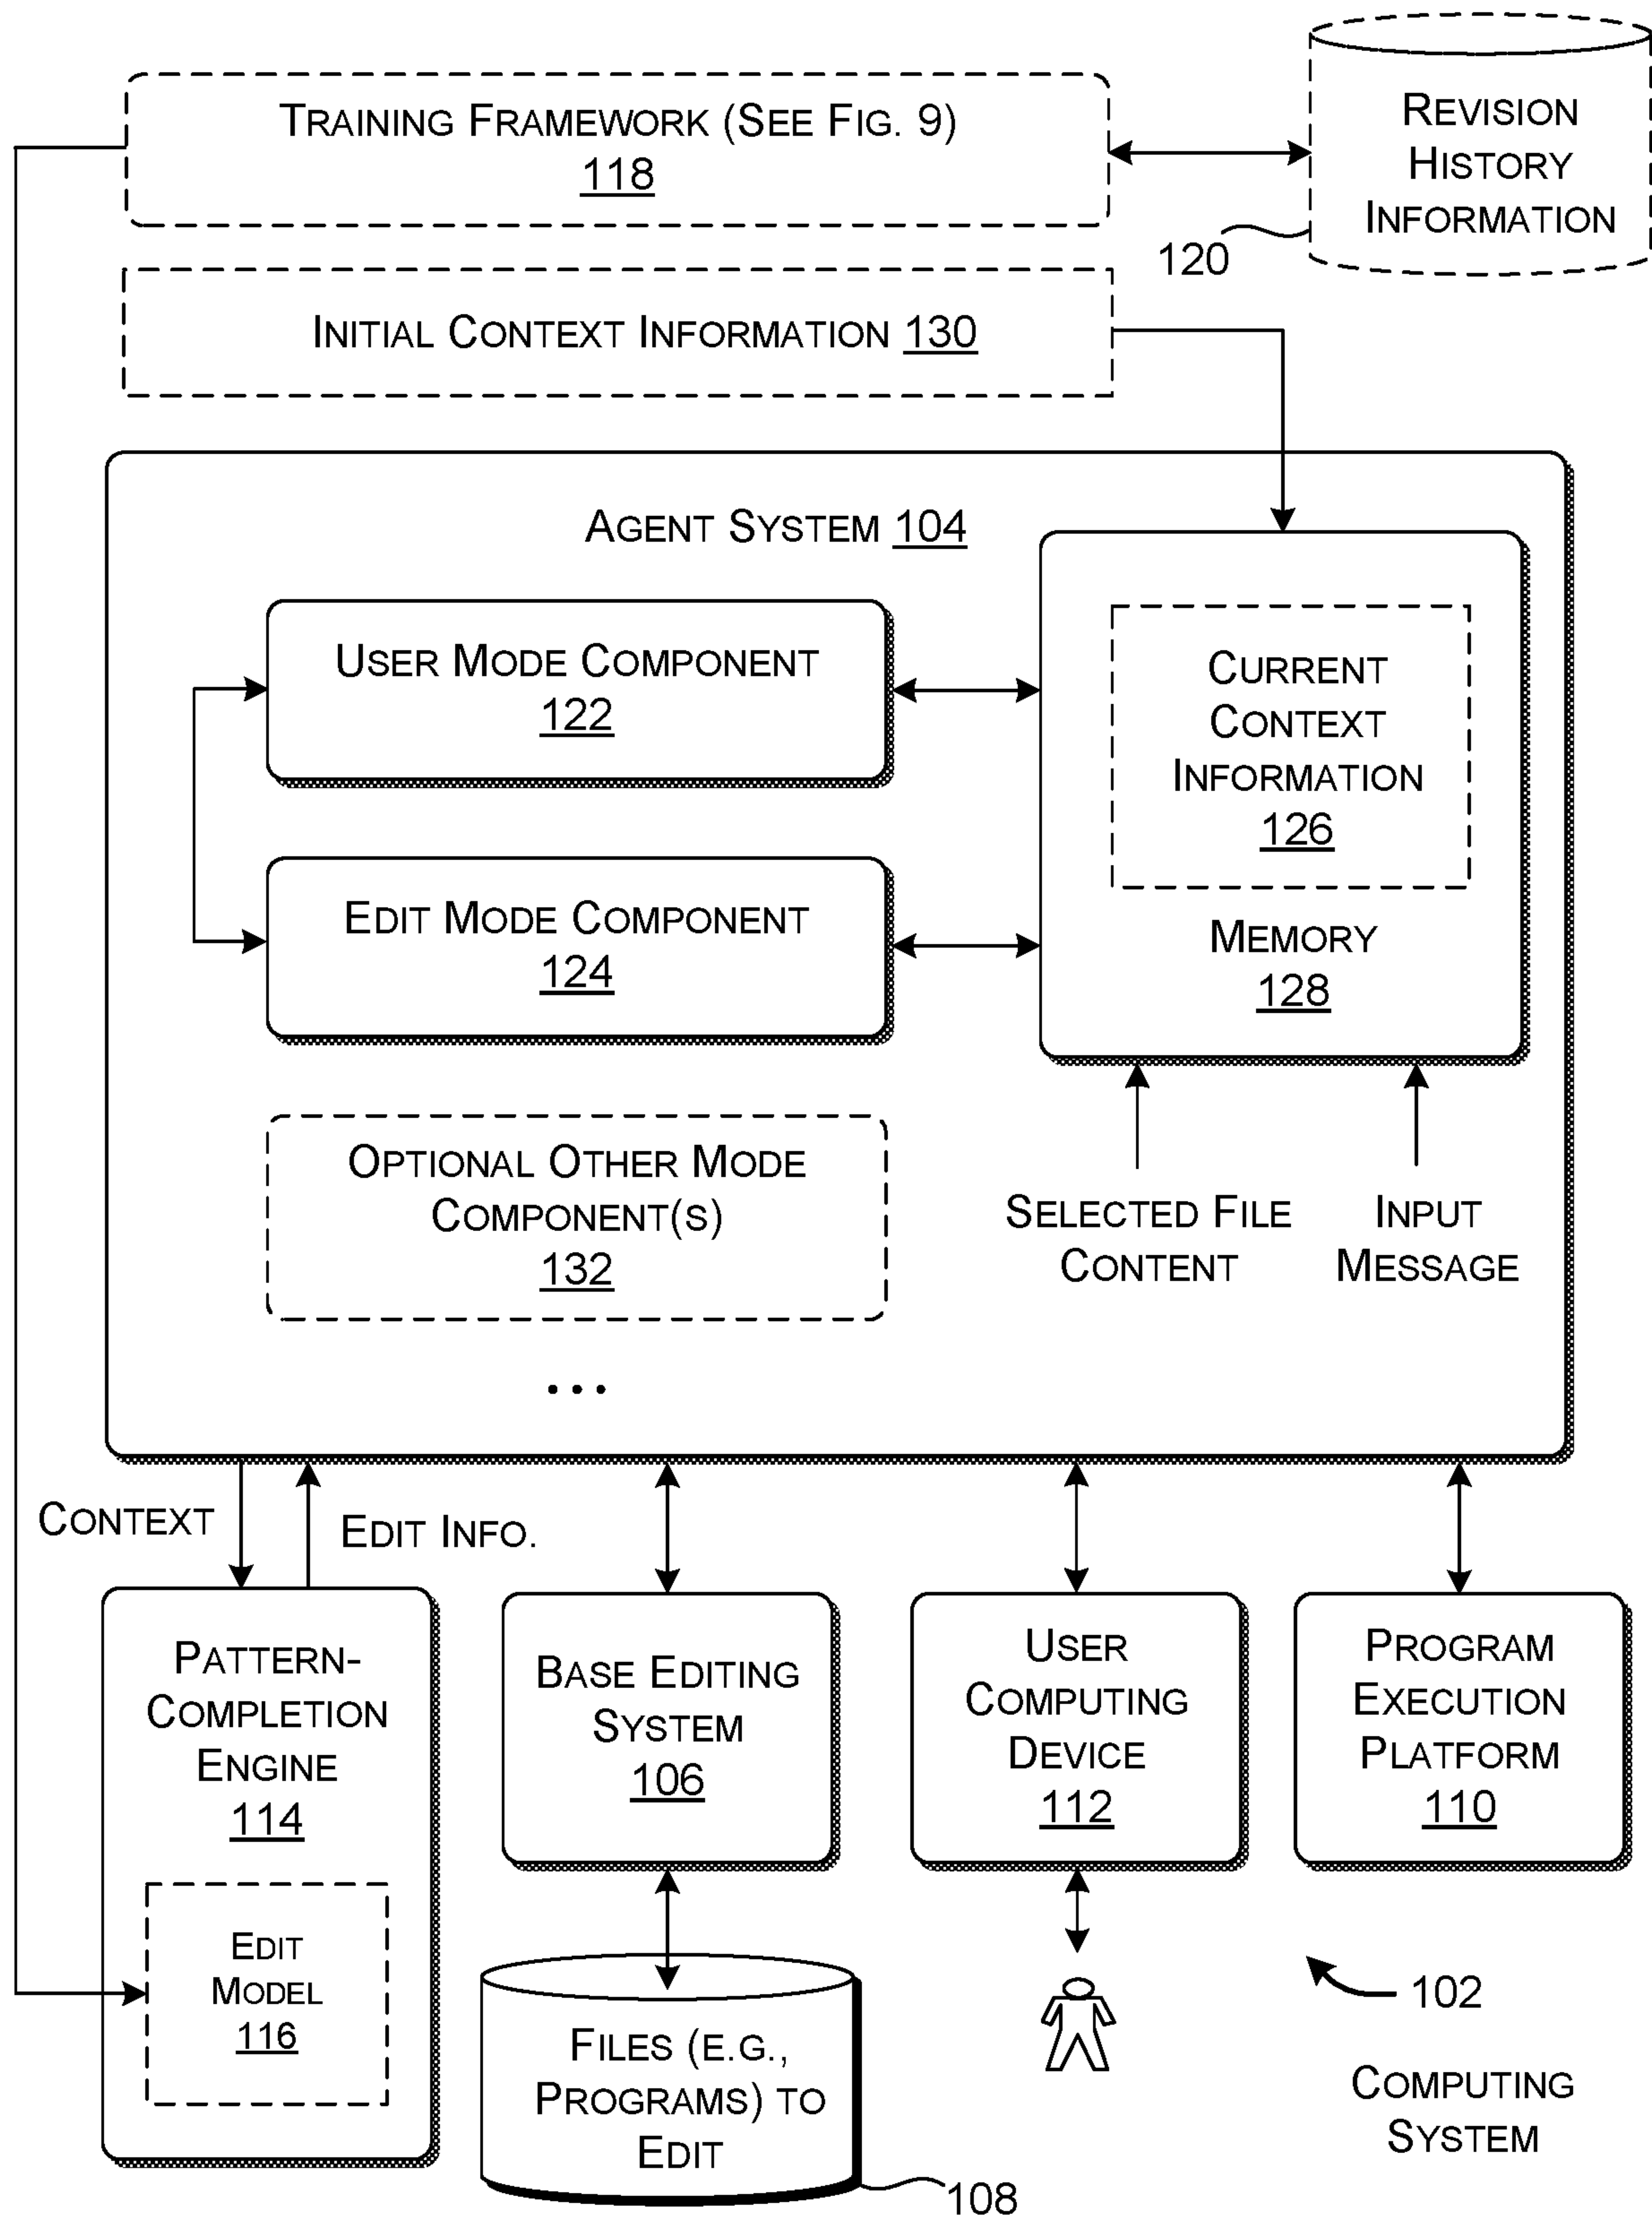 TRAINING FRAMEWORK (SEE FIG. 9)
118
REVISION
HISTORY
INFORMATION
120
INITIAL CONTEXT INFORMATION 130
AGENT SYSTEM 104
USER MODE COMPONENT
122
CURRENT
CONTEXT
INFORMATION
126
EDIT MODE COMPONENT
124
MEMORY
128
OPTIONAL OTHER MODE
COMPONENT(S)
132
SELECTED FILE
CONTENT
INPUT
MESSAGE
...
CONTEXT
EDIT INFO.
PATTERN-
COMPLETION
ENGINE
114
EDIT
MODEL
116
BASE EDITING
SYSTEM
106
FILES (E.G.,
PROGRAMS) TO
EDIT
108
USER
COMPUTING
DEVICE
112
PROGRAM
EXECUTION
PLATFORM
110
102
COMPUTING
SYSTEM